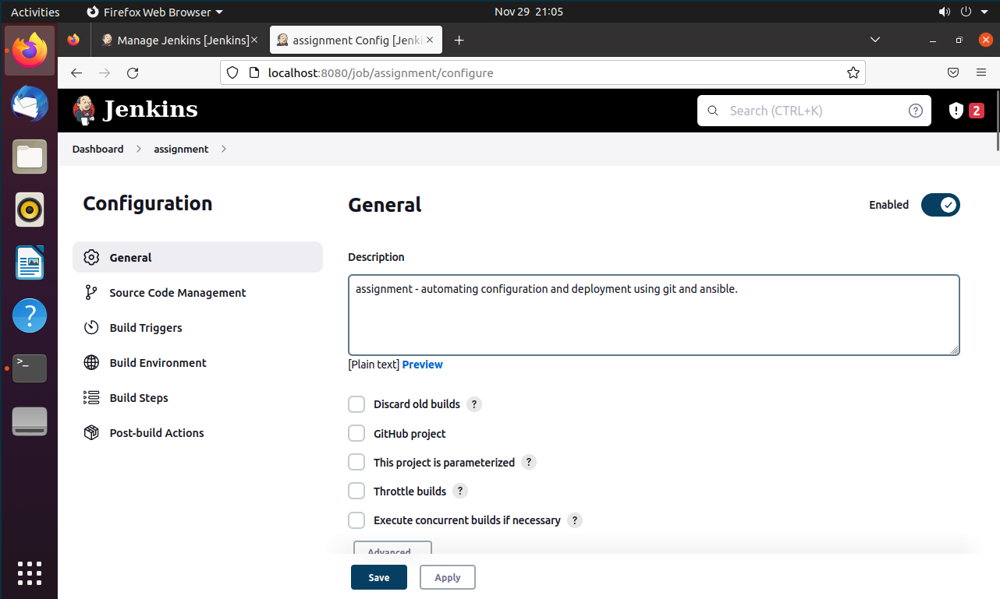 Activities
Firefox Web Browser
Nov 29 21:05
Manage Jenkins [Jenkins]
assignment Config [Jenki
localhost:8080/job/assignment/configure
Jenkins
Search (CTRL+K)
?
2
Dashboard
assignment
Configuration
General
Source Code Management
Build Triggers
Build Environment
Build Steps
Post-build Actions
General
Enabled
Description
assignment - automating configuration and deployment using git and ansible.
[Plain text] Preview
Discard old builds ?
GitHub project
This project is parameterized ?
Throttle builds ?
Execute concurrent builds if necessary ?
Advanced...
Save
Apply
?
>_